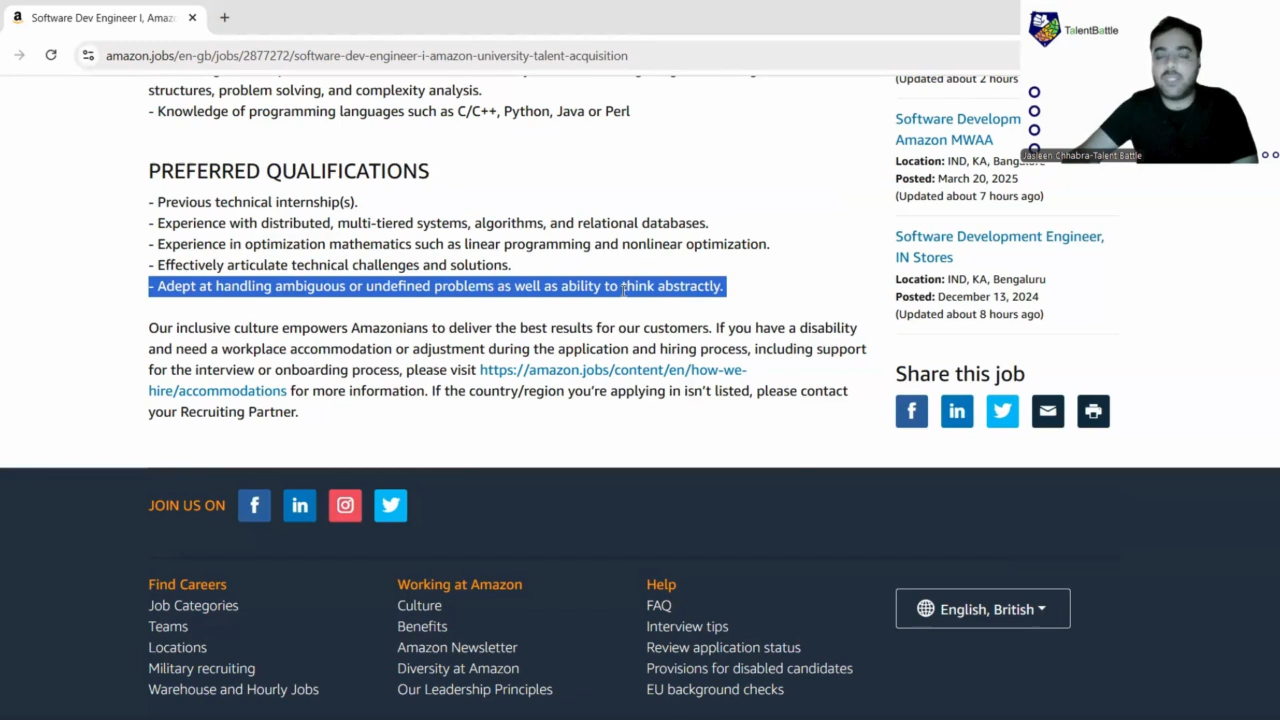 Software Dev Engineer I, Amaz
amazon.jobs/en-gb/jobs/2877272/software-dev-engineer-i-amazon-university-talent-acquisition
TalentBattle
Jasleen Chhabra-Talent Battle
structures, problem solving, and complexity analysis.
- Knowledge of programming languages such as C/C++, Python, Java or Perl
PREFERRED QUALIFICATIONS
- Previous technical internship(s).
- Experience with distributed, multi-tiered systems, algorithms, and relational databases.
- Experience in optimization mathematics such as linear programming and nonlinear optimization.
- Effectively articulate technical challenges and solutions.
- Adept at handling ambiguous or undefined problems as well as ability to think abstractly.
Our inclusive culture empowers Amazonians to deliver the best results for our customers. If you have a disability
and need a workplace accommodation or adjustment during the application and hiring process, including support
for the interview or onboarding process, please visit https://amazon.jobs/content/en/how-we-
hire/accommodations for more information. If the country/region you’re applying in isn’t listed, please contact
your Recruiting Partner.
(Updated about 2 hours
Software Developm
Amazon MWAA
Location: IND, KA, Bangalore
Posted: March 20, 2025
(Updated about 7 hours ago)
Software Development Engineer,
IN Stores
Location: IND, KA, Bengaluru
Posted: December 13, 2024
(Updated about 8 hours ago)
Share this job
JOIN US ON
Find Careers
Job Categories
Teams
Locations
Military recruiting
Warehouse and Hourly Jobs
Working at Amazon
Culture
Benefits
Amazon Newsletter
Diversity at Amazon
Our Leadership Principles
Help
FAQ
Interview tips
Review application status
Provisions for disabled candidates
EU background checks
English, British